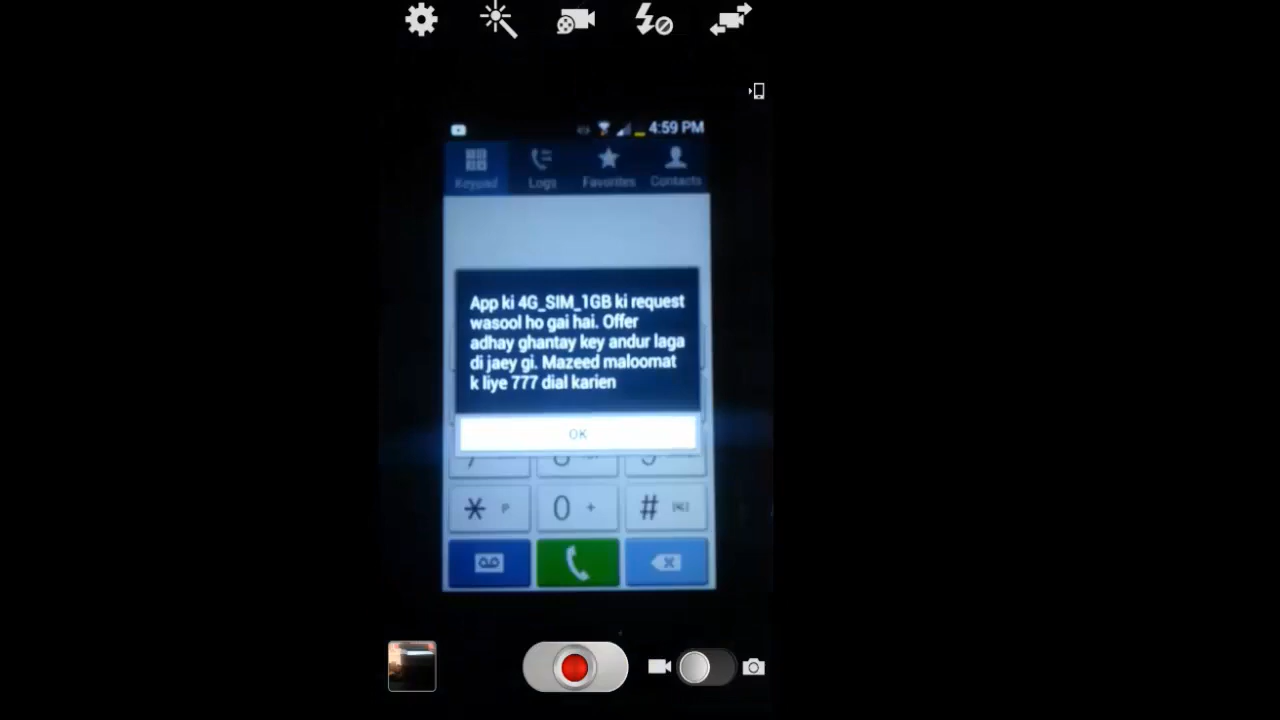 4:59 PM
Keypad Logs Favorites Contacts
App ki 4G_SIM_1GB ki request
wasool ho gai hai. Offer
adhay ghantay key andur laga
di jaey gi. Mazeed maloomat
k liye 777 dial karien
OK
* P 0 + #